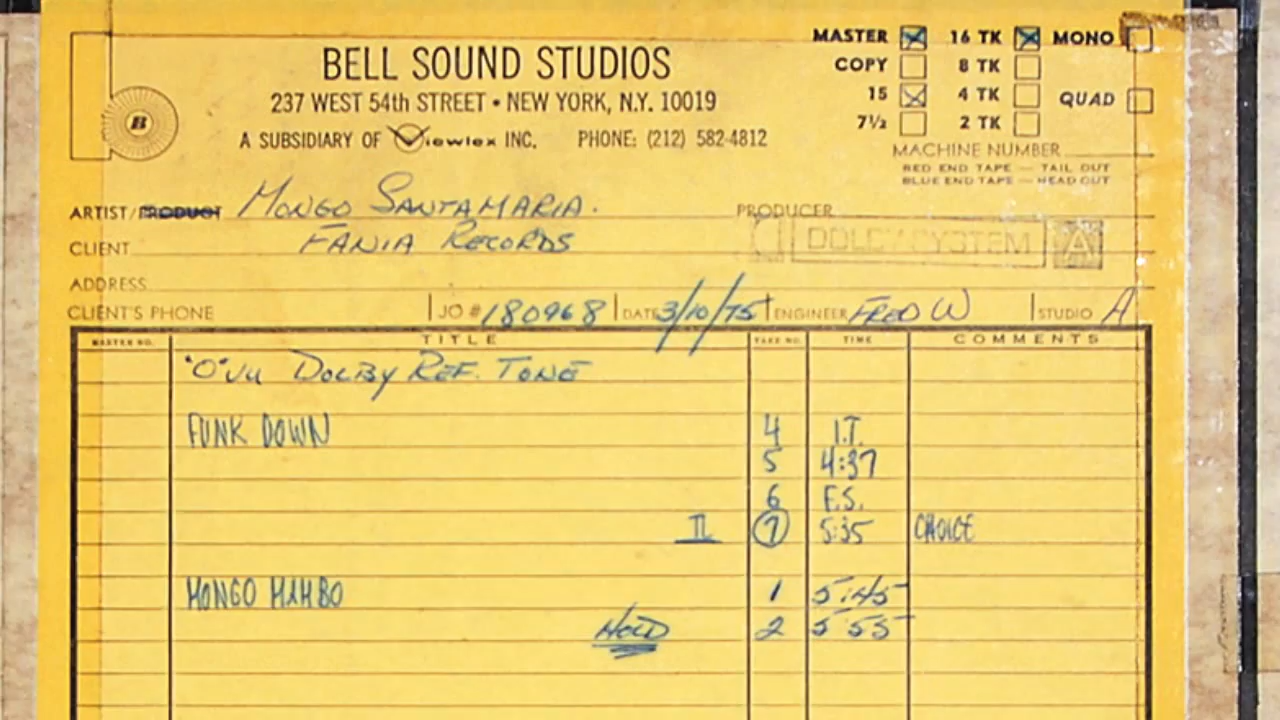 MASTER 16 TK MONO
BELL SOUND STUDIOS
COPY 8 TK
237 WEST 54th STREET • NEW YORK, N.Y. 10019
15 4 TK QUAD
7½ 2 TK
B
A SUBSIDIARY OF Viewlex INC. PHONE: (212) 582-4812
MACHINE NUMBER
RED END TAPE — TAIL OUT
BLUE END TAPE — HEAD OUT
ARTIST/PRODUCT MONGO SANTAMARIA. PRODUCER
CLIENT FANIA RECORDS DOLBY SYSTEM A
ADDRESS
CLIENT'S PHONE JO # 180968 DATE 3/10/75 ENGINEER FRED W STUDIO A
MASTER NO. TITLE TAKE NO. TIME COMMENTS
"O" VU DOLBY REF. TONE
FUNK DOWN 4 I.T.
5 4:37
6 F.S.
II 7 5:35 CHOICE
MONGO MAMBO 1 5:45
HOLD 2 5 55